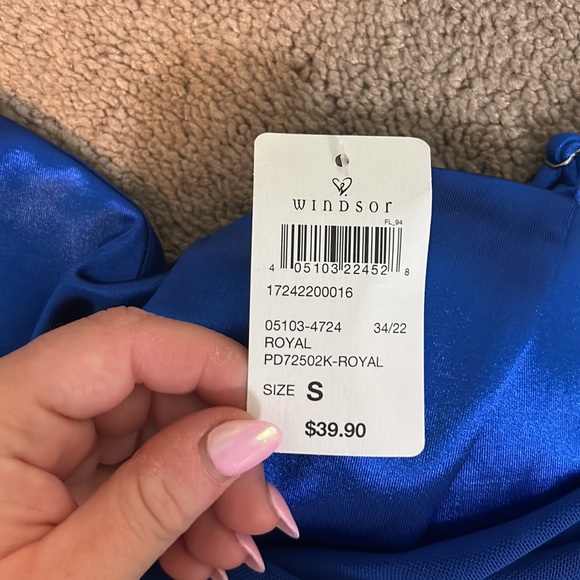 WINDSOR
FL_94
4 05103 22452 8
17242200016
05103-4724 34/22
ROYAL
PD72502K-ROYAL
SIZE S
$39.90